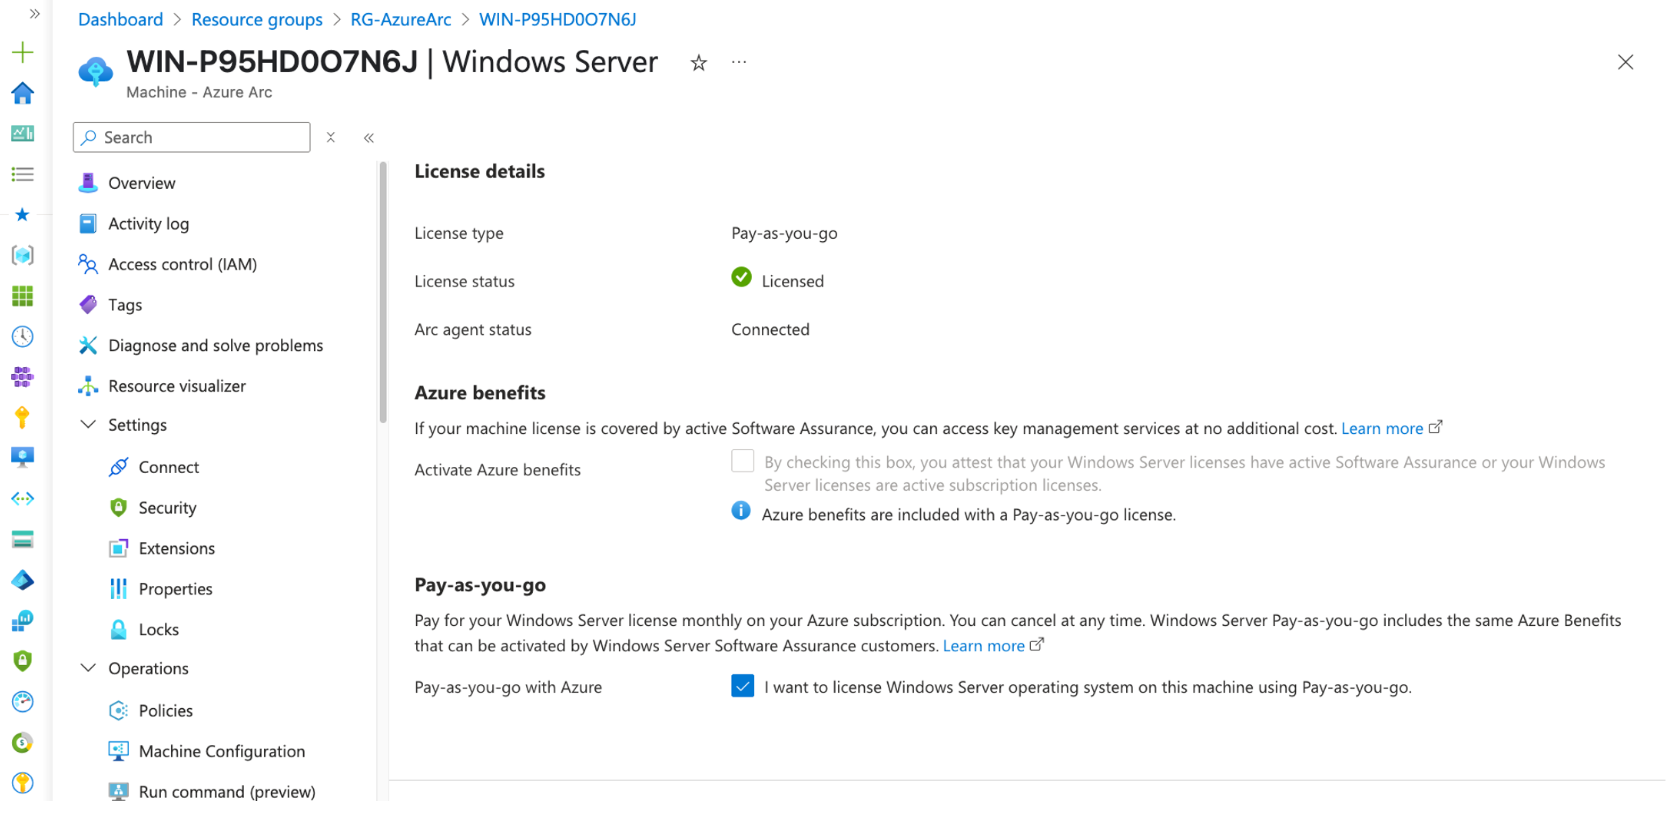 Dashboard > Resource groups > RG-AzureArc > WIN-P95HD0O7N6J
WIN-P95HD0O7N6J | Windows Server
Machine - Azure Arc
Search
Overview
Activity log
Access control (IAM)
Tags
Diagnose and solve problems
Resource visualizer
Settings
Connect
Security
Extensions
Properties
Locks
Operations
Policies
Machine Configuration
Run command (preview)
License details
License type Pay-as-you-go
License status Licensed
Arc agent status Connected
Azure benefits
If your machine license is covered by active Software Assurance, you can access key management services at no additional cost. Learn more
Activate Azure benefits
By checking this box, you attest that your Windows Server licenses have active Software Assurance or your Windows
Server licenses are active subscription licenses.
Azure benefits are included with a Pay-as-you-go license.
Pay-as-you-go
Pay for your Windows Server license monthly on your Azure subscription. You can cancel at any time. Windows Server Pay-as-you-go includes the same Azure Benefits
that can be activated by Windows Server Software Assurance customers. Learn more
Pay-as-you-go with Azure I want to license Windows Server operating system on this machine using Pay-as-you-go.